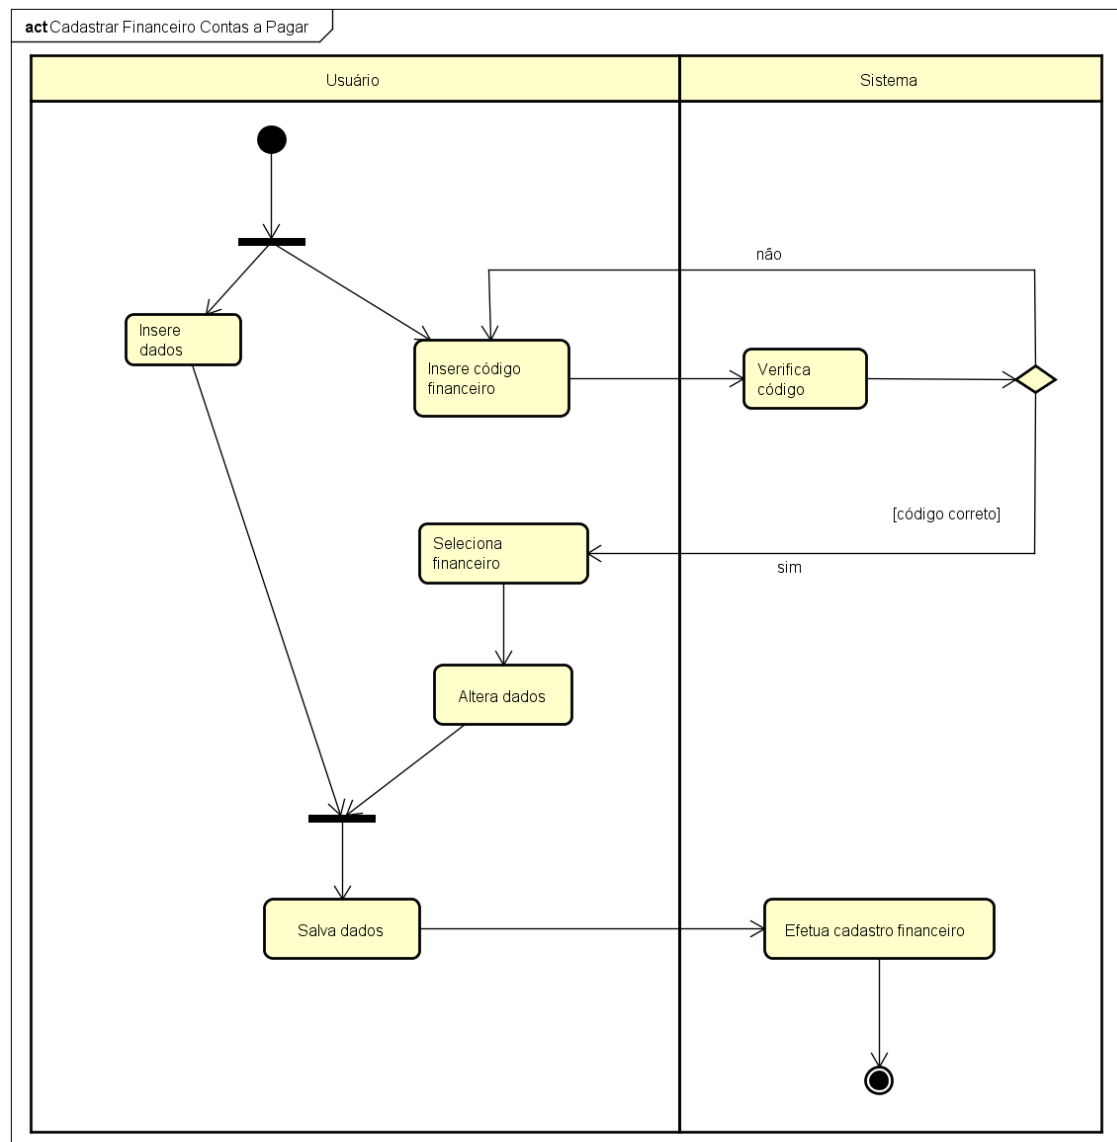 act Cadastrar Financeiro Contas a Pagar
Usuário
Sistema
não
Insere
dados
Insere código
financeiro
Verifica
código
[código correto]
Seleciona
financeiro
sim
Altera dados
Salva dados
Efetua cadastro financeiro